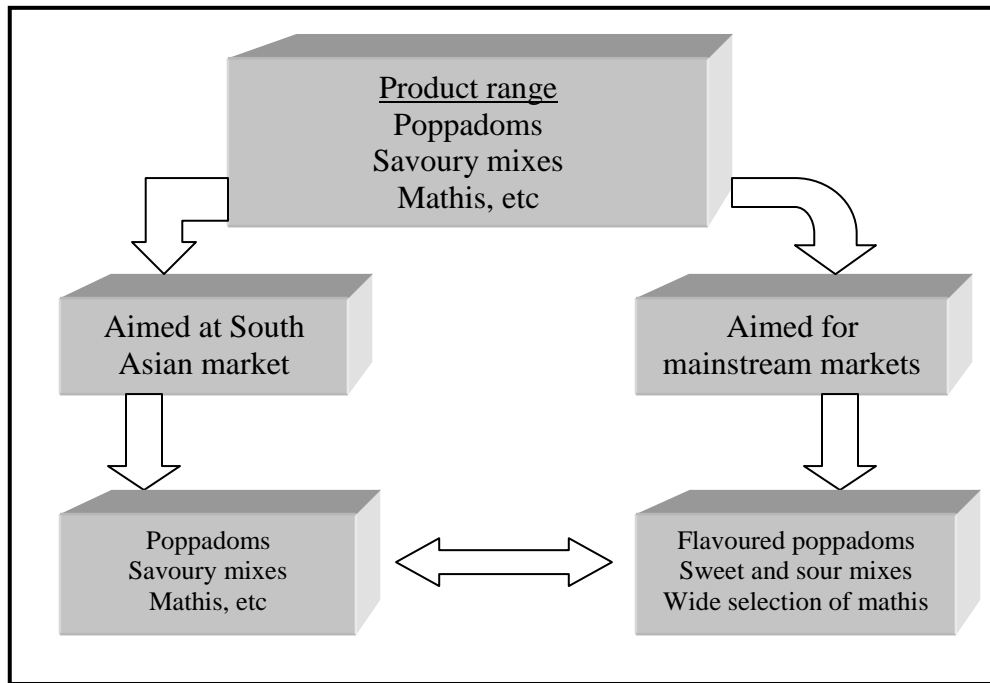 Product range
Poppadoms
Savoury mixes
Mathis, etc
Aimed at South
Asian market
Aimed for
mainstream markets
Poppadoms
Savoury mixes
Mathis, etc
Flavoured poppadoms
Sweet and sour mixes
Wide selection of mathis